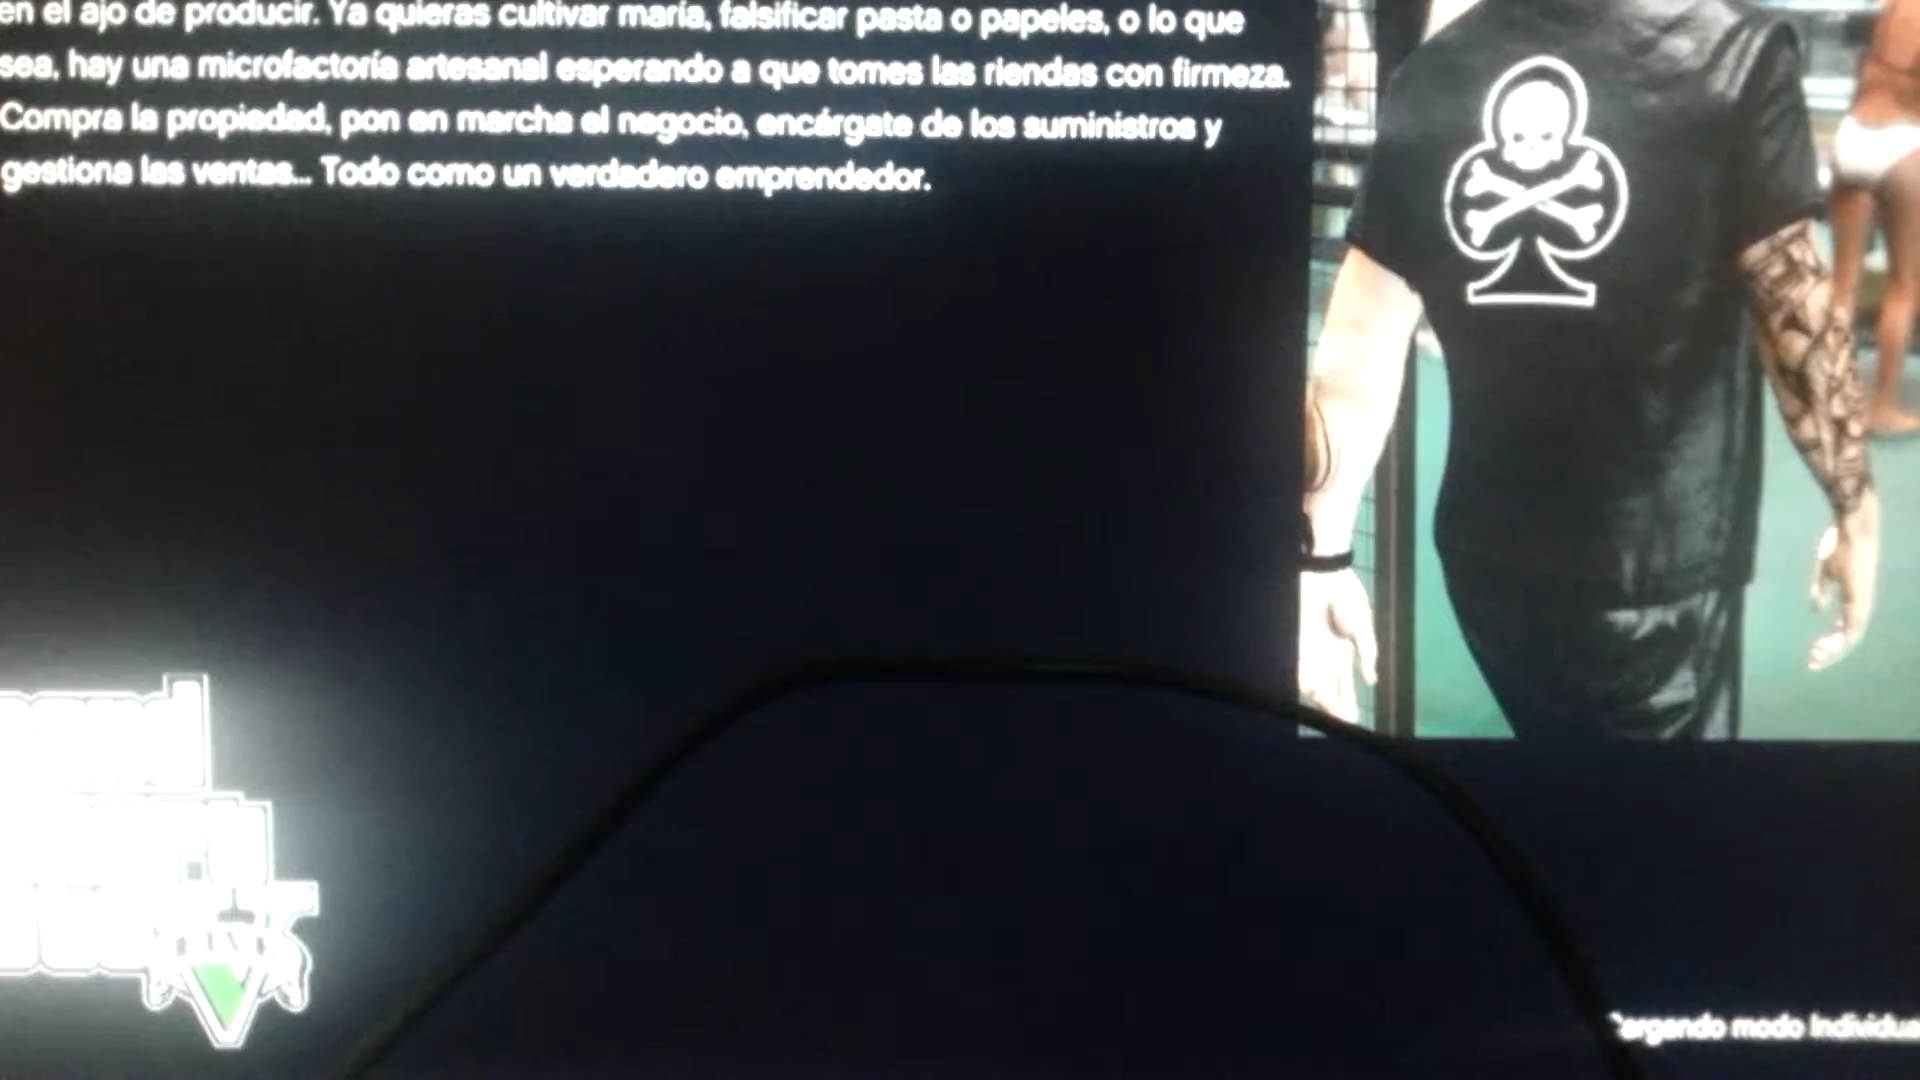 en el ajo de producir. Ya quieras cultivar maría, falsificar pasta o papeles, o lo que
sea, hay una microfactoría artesanal esperando a que tomes las riendas con firmeza.
Compra la propiedad, pon en marcha el negocio, encárgate de los suministros y
gestiona las ventas... Todo como un verdadero emprendedor.
V
Cargando modo Individua